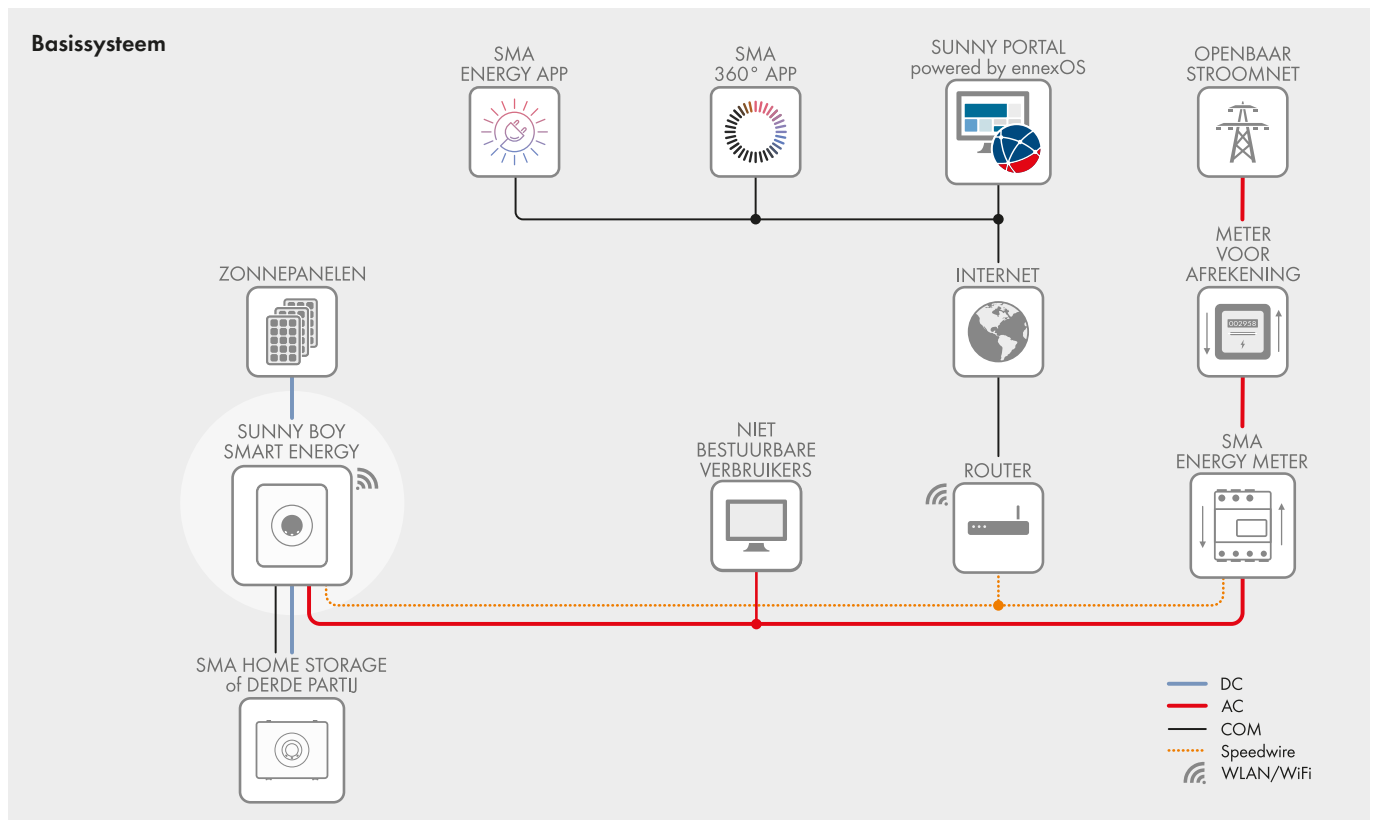 Basissysteem
SMA
ENERGY APP
SMA
360° APP
SUNNY PORTAL
powered by ennexOS
OPENBAAR
STROOMNET
METER
VOOR
AFREKENING
002958
ZONNEPANELEN
INTERNET
SUNNY BOY
SMART ENERGY
NIET
BESTUURBARE
VERBRUIKERS
ROUTER
SMA
ENERGY METER
SMA HOME STORAGE
of DERDE PARTIJ
DC
AC
COM
Speedwire
WLAN/WiFi